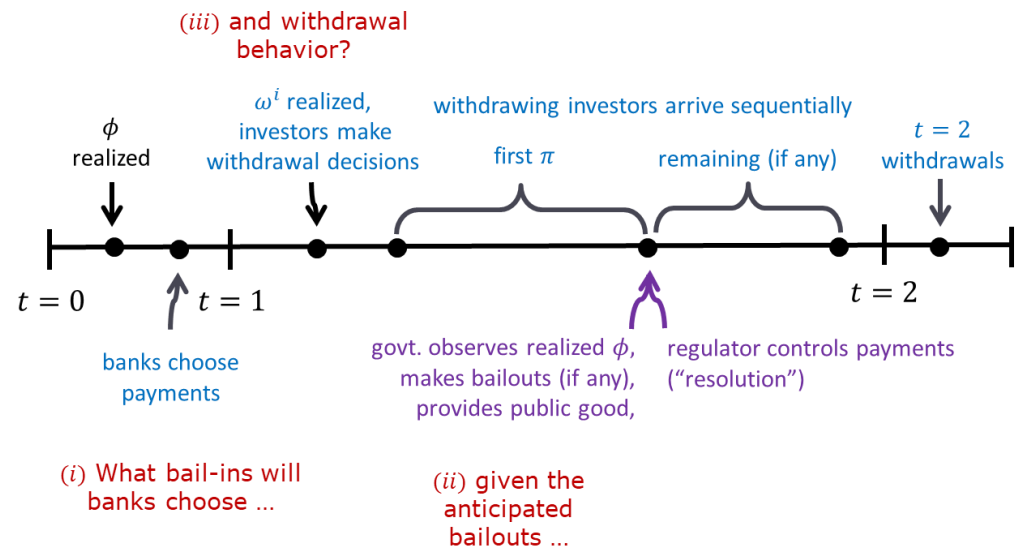 (iii) and withdrawal
behavior?
ϕ
realized
ωⁱ realized,
investors make
withdrawal decisions
withdrawing investors arrive sequentially
first π
remaining (if any)
t = 2
withdrawals
t = 0
t = 1
t = 2
banks choose
payments
govt. observes realized ϕ,
makes bailouts (if any),
provides public good,
regulator controls payments
(“resolution”)
(i) What bail-ins will
banks choose ...
(ii) given the
anticipated
bailouts ...